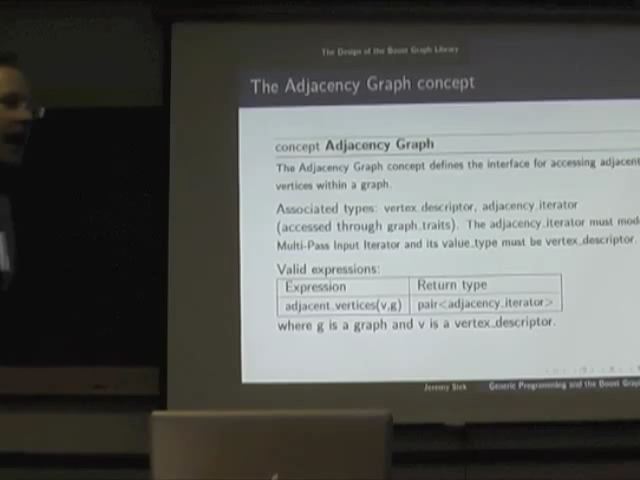 The Design of the Boost Graph Library
The Adjacency Graph concept
concept Adjacency Graph
The Adjacency Graph concept defines the interface for accessing adjacent
vertices within a graph.
Associated types: vertex_descriptor, adjacency_iterator
(accessed through graph_traits). The adjacency_iterator must mod
Multi-Pass Input Iterator and its value_type must be vertex_descriptor.
Valid expressions:
Expression Return type
adjacent_vertices(v,g) pair<adjacency_iterator>
where g is a graph and v is a vertex_descriptor.
Jeremy Siek Generic Programming and the Boost Grap